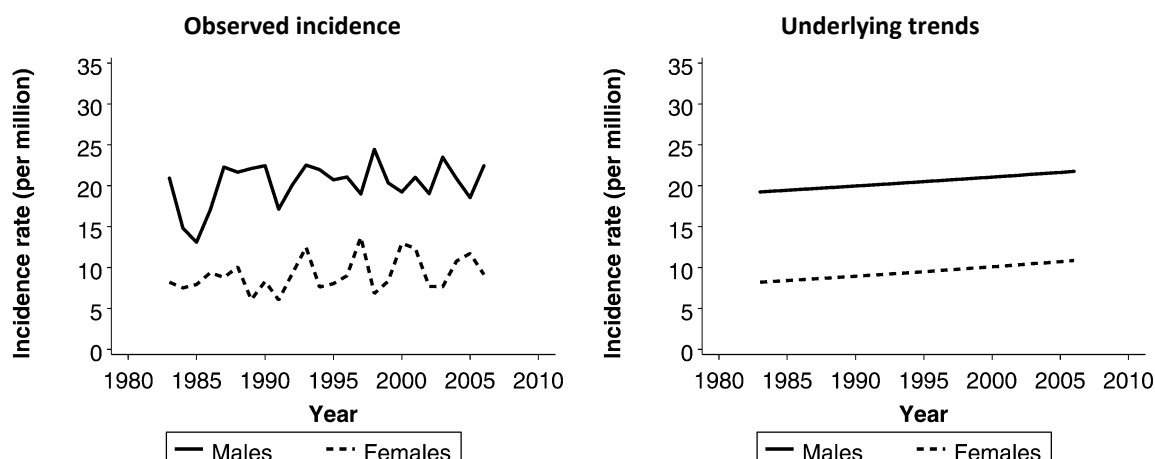 Observed incidence
Incidence rate (per million)
35
30
25
20
15
10
5
0
1980 1985 1990 1995 2000 2005 2010
Year
Males Females
Underlying trends
Incidence rate (per million)
35
30
25
20
15
10
5
0
1980 1985 1990 1995 2000 2005 2010
Year
Males Females